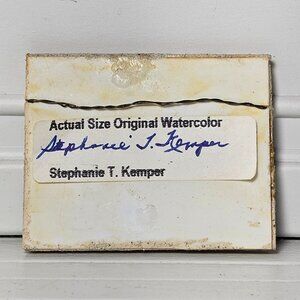 Actual Size Original Watercolor
Stephanie T. Kemper
Stephanie T. Kemper